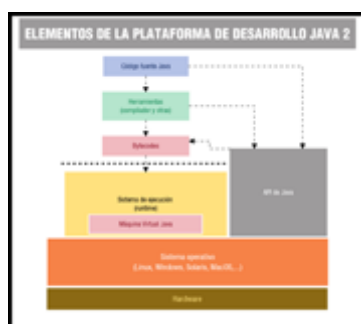 ELEMENTOS DE LA PLATAFORMA DE DESARROLLO JAVA 2
Código fuente Java
Herramientas
(compilador y otras)
Bytecodes
Sistema de ejecución
(runtime)
Máquina Virtual Java
API de Java
Sistema operativo
(Linux, Windows, Solaris, MacOS,...)
Hardware